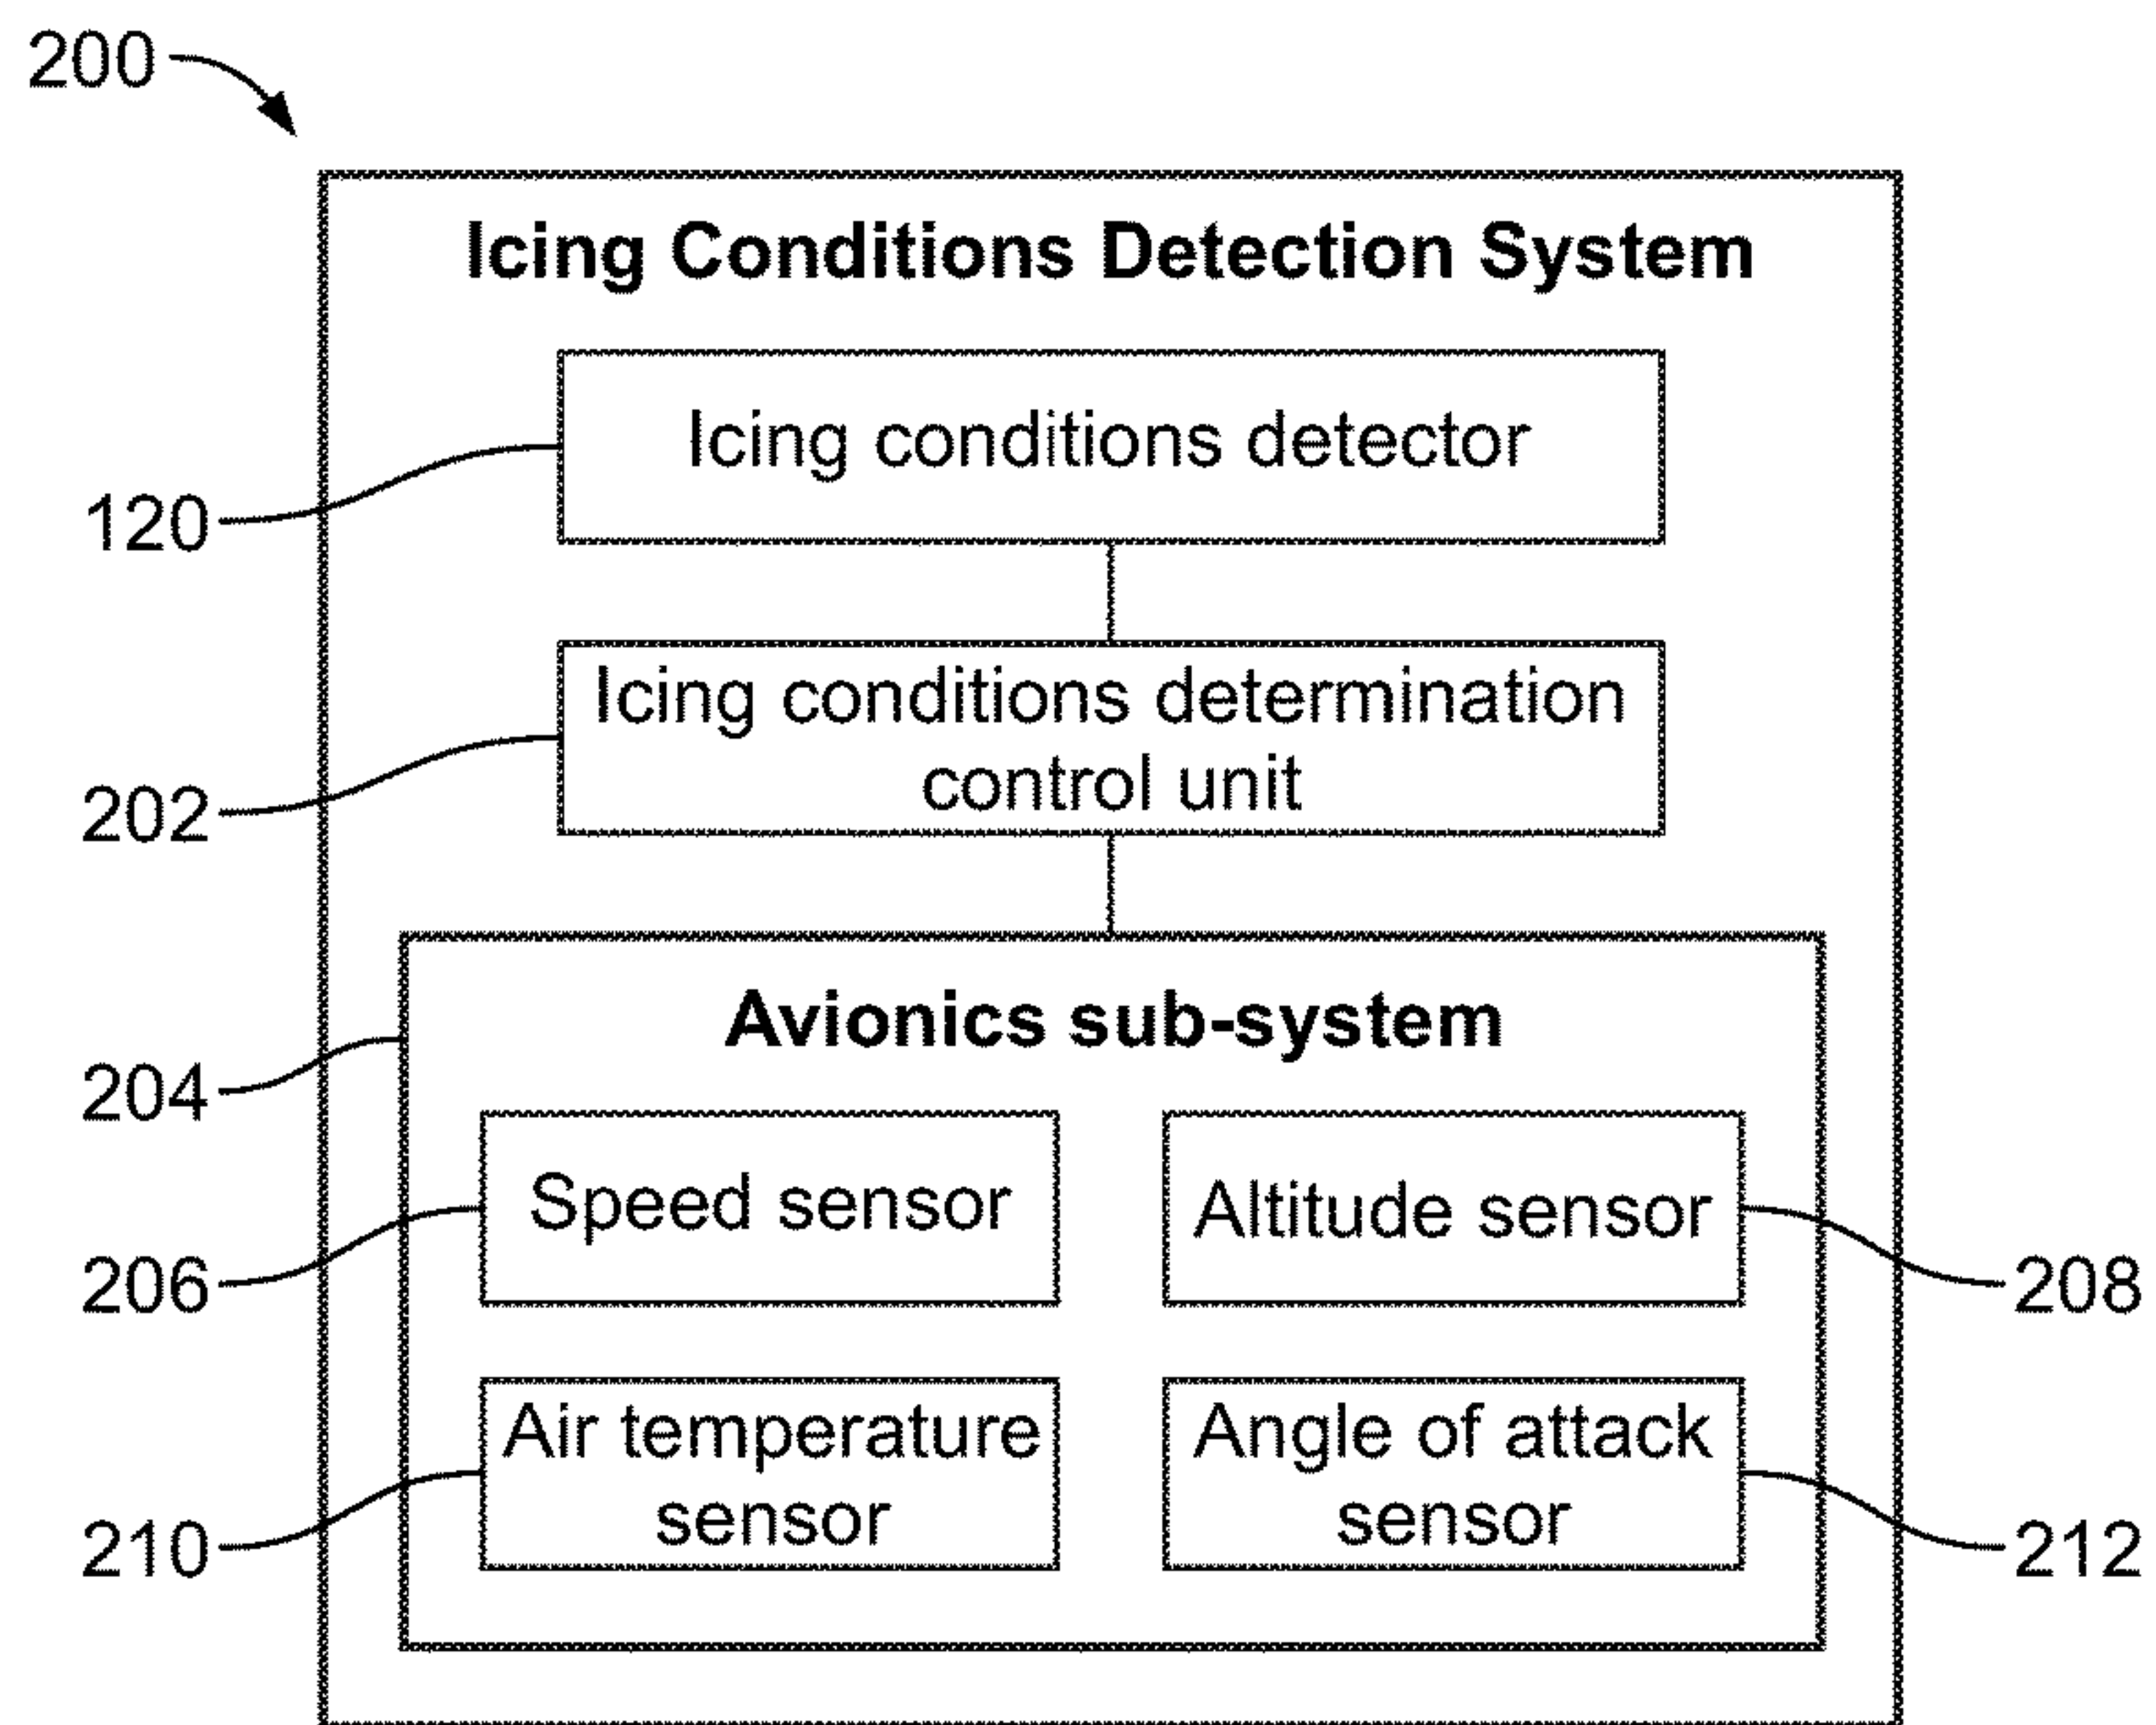 200
Icing Conditions Detection System
Icing conditions detector
120
Icing conditions determination
control unit
202
Avionics sub-system
204
Speed sensor
Altitude sensor
206
208
Air temperature
sensor
Angle of attack
sensor
210
212